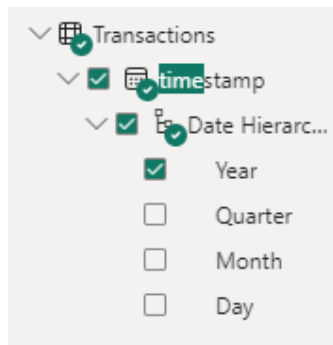 Transactions
timestamp
Date Hierarc...
Year
Quarter
Month
Day